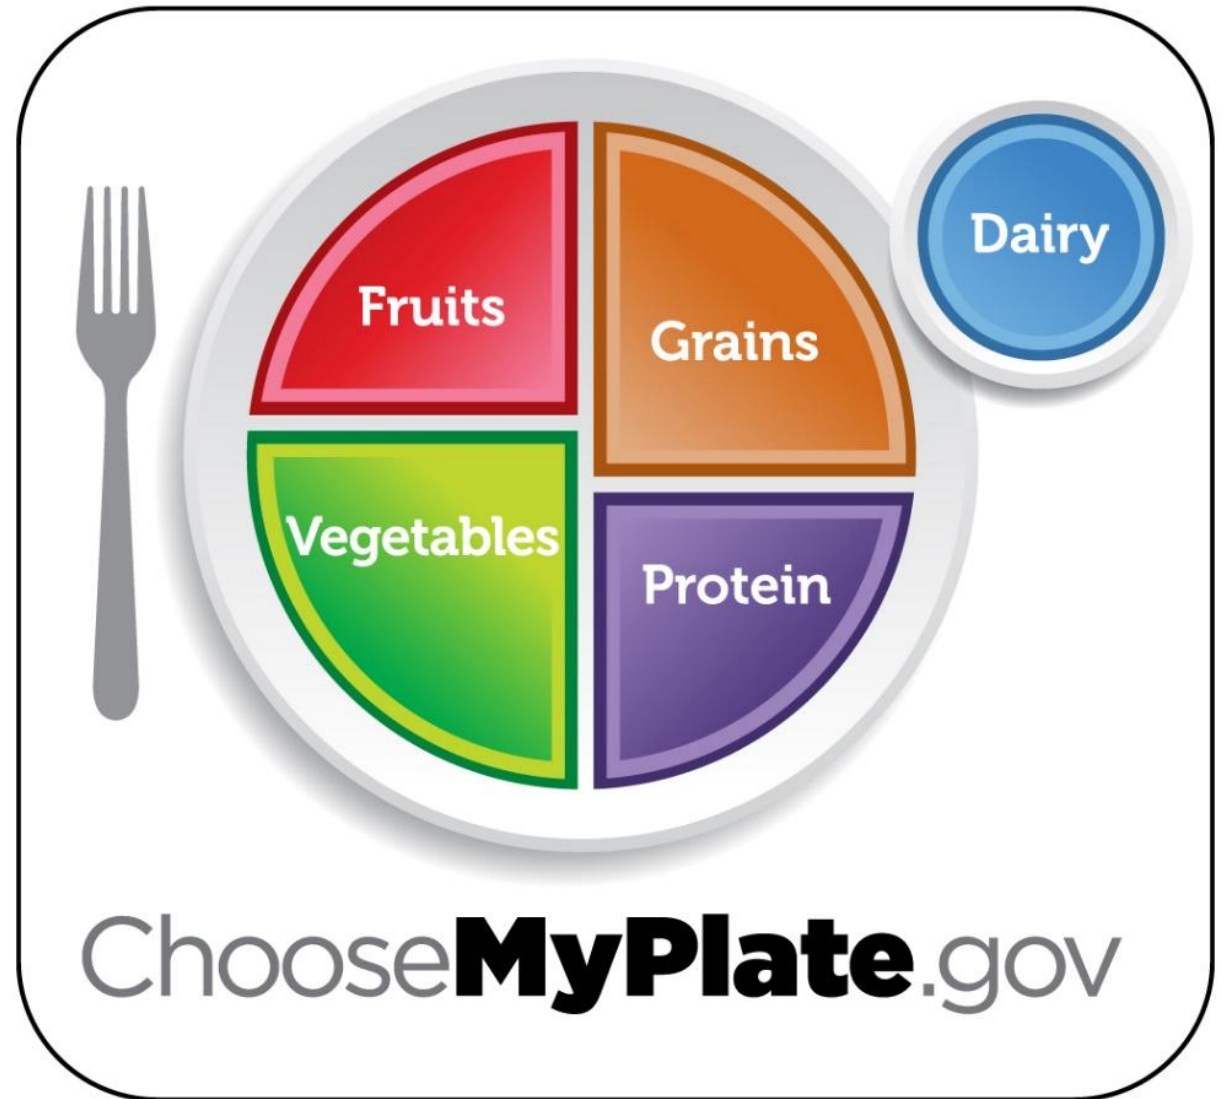 Fruits
Grains
Dairy
Vegetables
Protein
ChooseMyPlate.gov